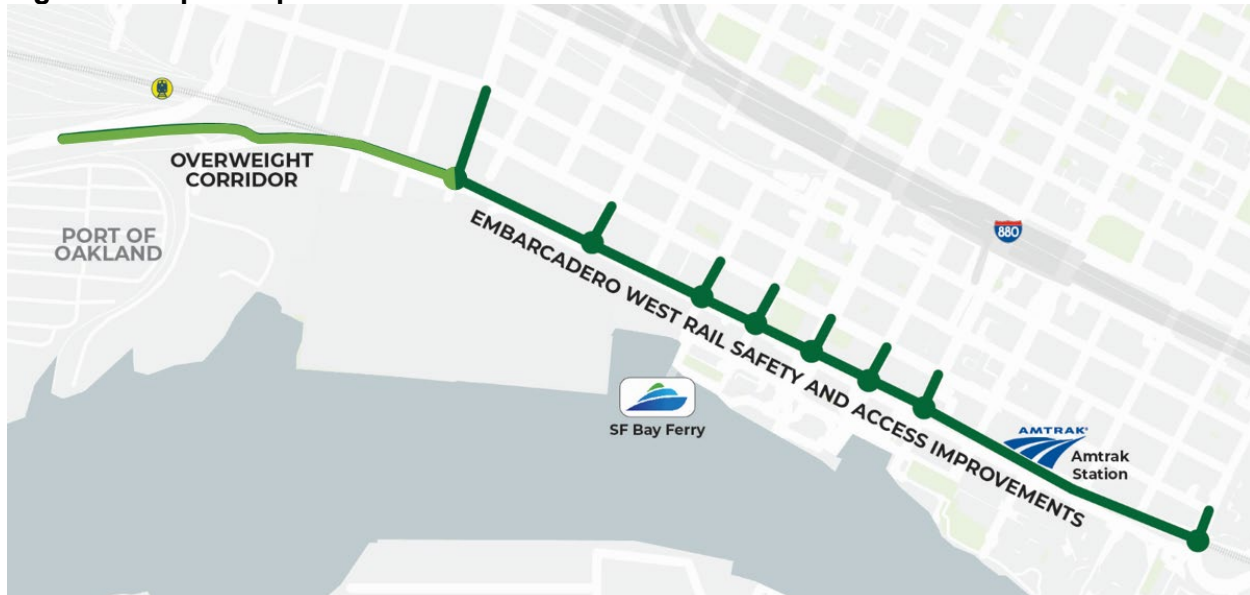 OVERWEIGHT
CORRIDOR
PORT OF
OAKLAND
EMBARCADERO WEST RAIL SAFETY AND ACCESS IMPROVEMENTS
880
SF Bay Ferry
AMTRAK
Amtrak
Station